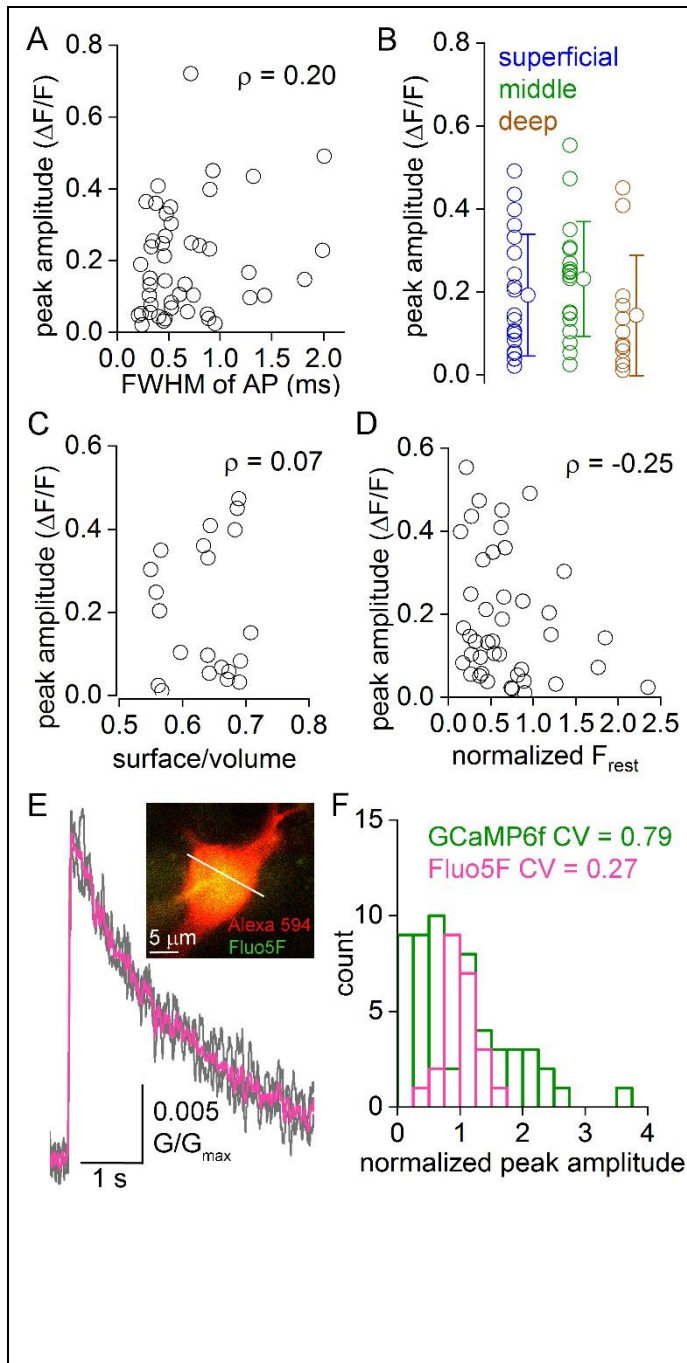 A
peak amplitude (ΔF/F)
0.8
0.6
0.4
0.2
0.0
ρ = 0.20
0.0 0.5 1.0 1.5 2.0
FWHM of AP (ms)
B
peak amplitude (ΔF/F)
0.8
0.6
0.4
0.2
0.0
superficial
middle
deep
C
peak amplitude (ΔF/F)
0.6
0.4
0.2
0.0
ρ = 0.07
0.5 0.6 0.7 0.8
surface/volume
D
peak amplitude (ΔF/F)
0.6
0.4
0.2
0.0
ρ = -0.25
0.0 0.5 1.0 1.5 2.0 2.5
normalized Frest
E
Alexa 594
5 μm Fluo5F
0.005
G/Gmax
1 s
F
count
15
10
5
0
GCaMP6f CV = 0.79
Fluo5F CV = 0.27
0 1 2 3 4
normalized peak amplitude